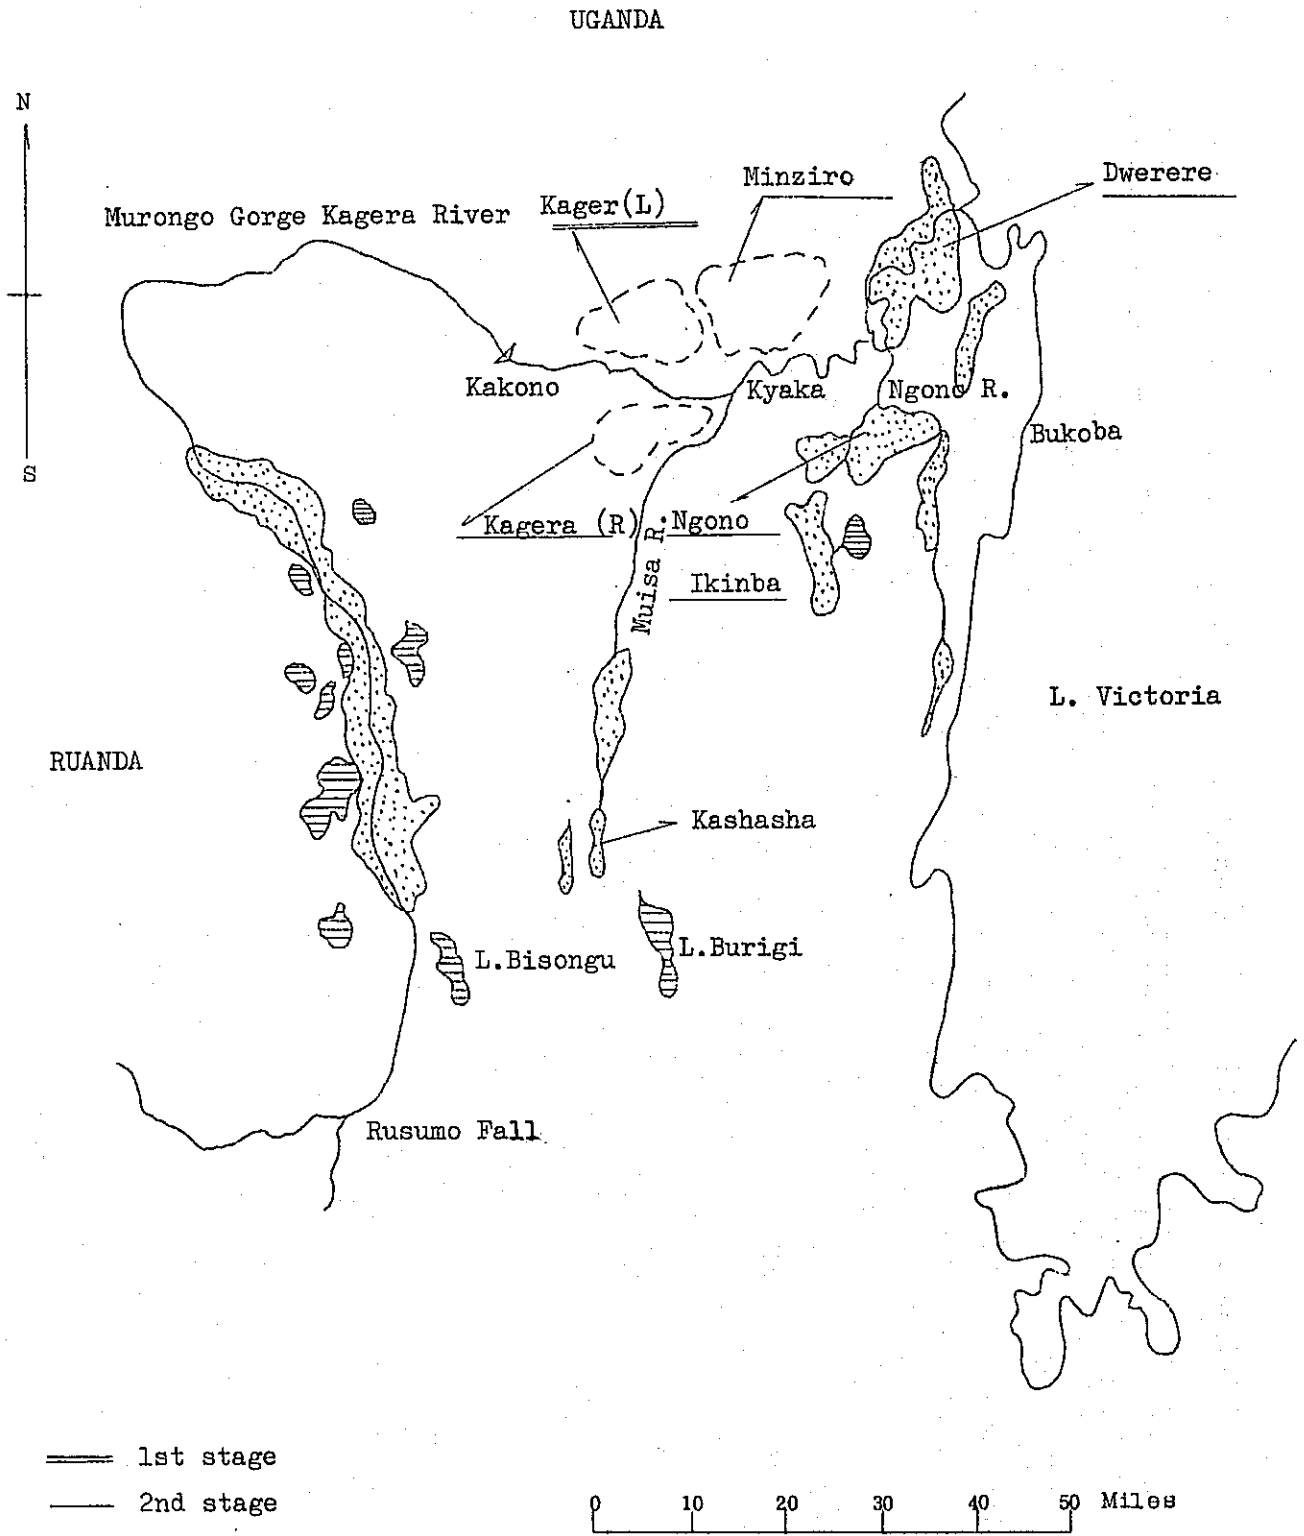 UGANDA
N
Murongo Gorge Kagera River
Kager(L)
Minziro
Dwerere
Kakono
Kyaka
Ngono R.
Bukoba
S
Kagera (R)
Muisa R.
Ngono
Ikinba
L. Victoria
RUANDA
Kashasha
L.Bisongu
L.Burigi
Rusumo Fall
1st stage
2nd stage
0 10 20 30 40 50 Miles